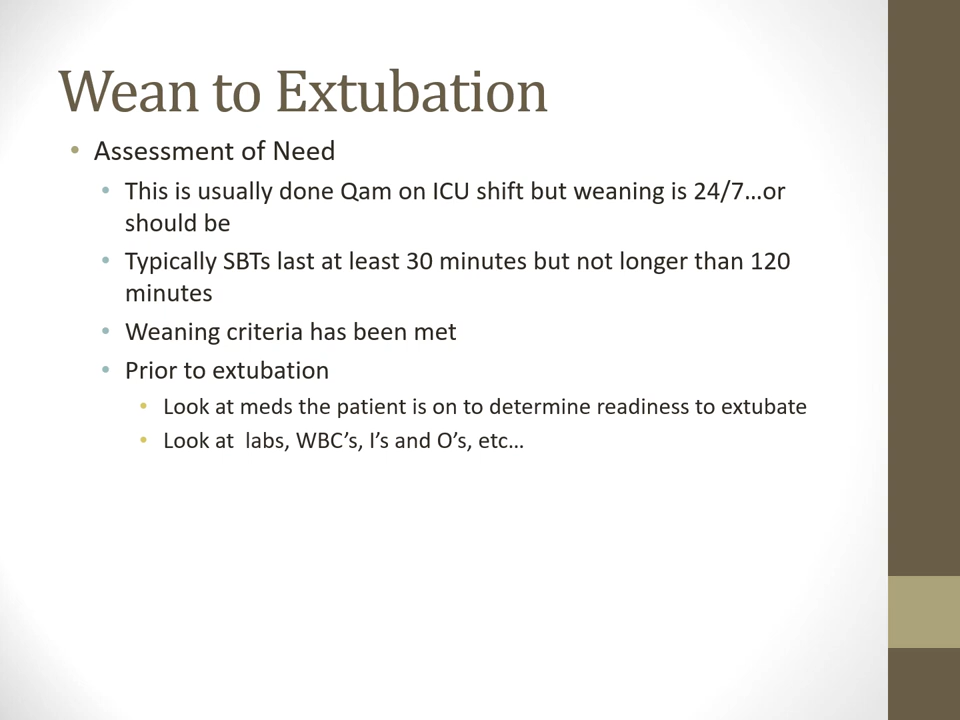 Wean to Extubation
• Assessment of Need
• This is usually done Qam on ICU shift but weaning is 24/7…or
should be
• Typically SBTs last at least 30 minutes but not longer than 120
minutes
• Weaning criteria has been met
• Prior to extubation
• Look at meds the patient is on to determine readiness to extubate
• Look at  labs, WBC’s, I’s and O’s, etc…